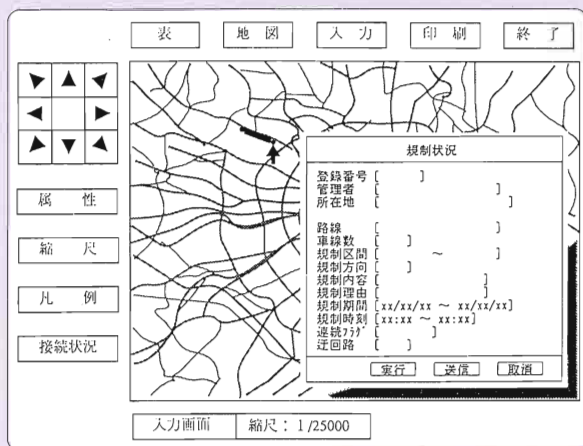 表 地図 入力 印刷 終了
属性
縮尺
凡例
接続状況
規制状況
登録番号 [ ]
管理者 [ ]
所在地 [ ]
路線 [ ]
車線数 [ ]
規制区間 [ ～ ]
規制方向 [ ]
規制内容 [ ]
規制理由 [ ]
規制期間 [xx/xx/xx ～ xx/xx/xx]
規制時刻 [xx:xx ～ xx:xx]
連続ﾌﾗｸﾞ [ ]
迂回路 [ ]
実行 送信 取消
入力画面 縮尺：1/25000